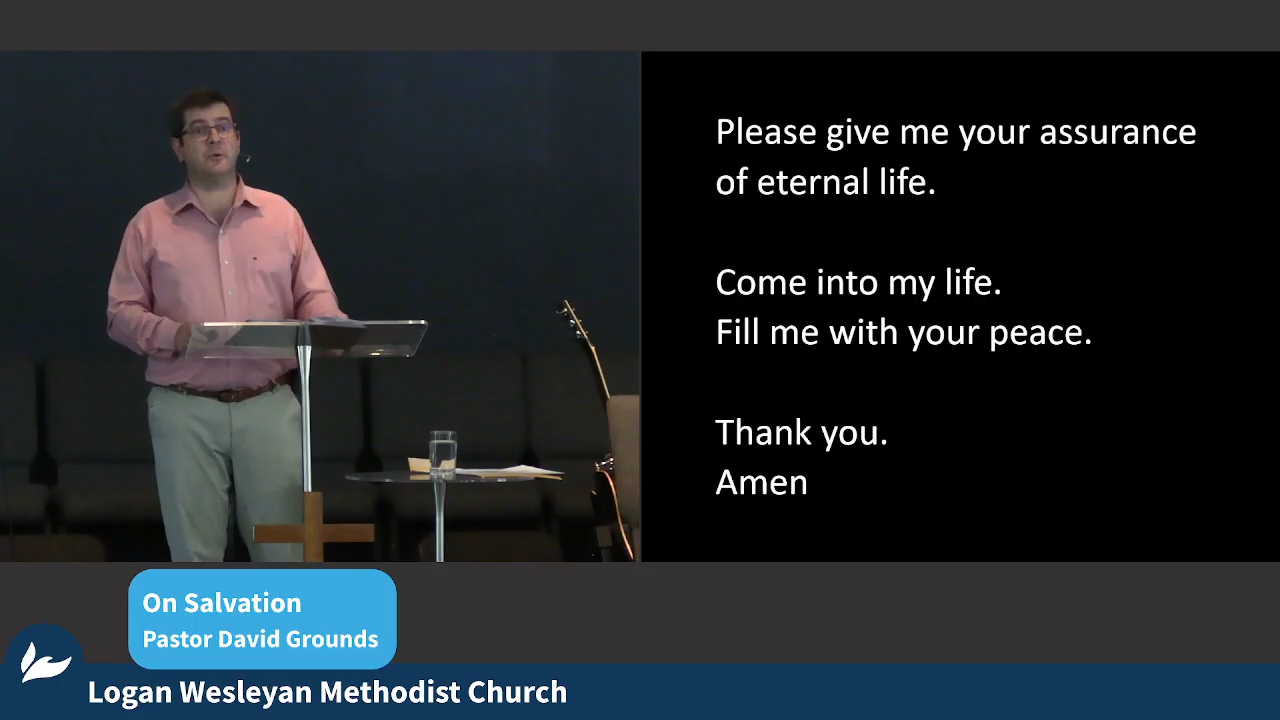 Please give me your assurance
of eternal life.
Come into my life.
Fill me with your peace.
Thank you.
Amen
On Salvation
Pastor David Grounds
Logan Wesleyan Methodist Church